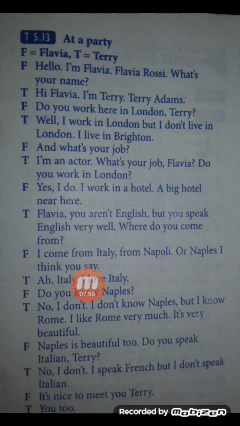 T 5.13 At a party
F = Flavia, T = Terry
F Hello. I'm Flavia. Flavia Rossi. What's
your name?
T Hi Flavia. I'm Terry. Terry Adams.
F Do you work here in London, Terry?
T Well, I work in London but I don't live in
London. I live in Brighton.
F And what's your job?
T I'm an actor. What's your job, Flavia? Do
you work in London?
F Yes, I do. I work in a hotel. A big hotel
near here.
T Flavia, you aren't English, but you speak
English very well. Where do you come
from?
F I come from Italy, from Napoli. Or Naples I
think you say.
T Ah, Italy. Italy.
F Do you Naples?
T No, I don't. I don't know Naples, but I know
Rome. I like Rome very much. It's very
beautiful.
F Naples is beautiful too. Do you speak
Italian, Terry?
T No, I don't. I speak French but I don't speak
Italian.
F It's nice to meet you Terry.
T You too.
Recorded by mobizen